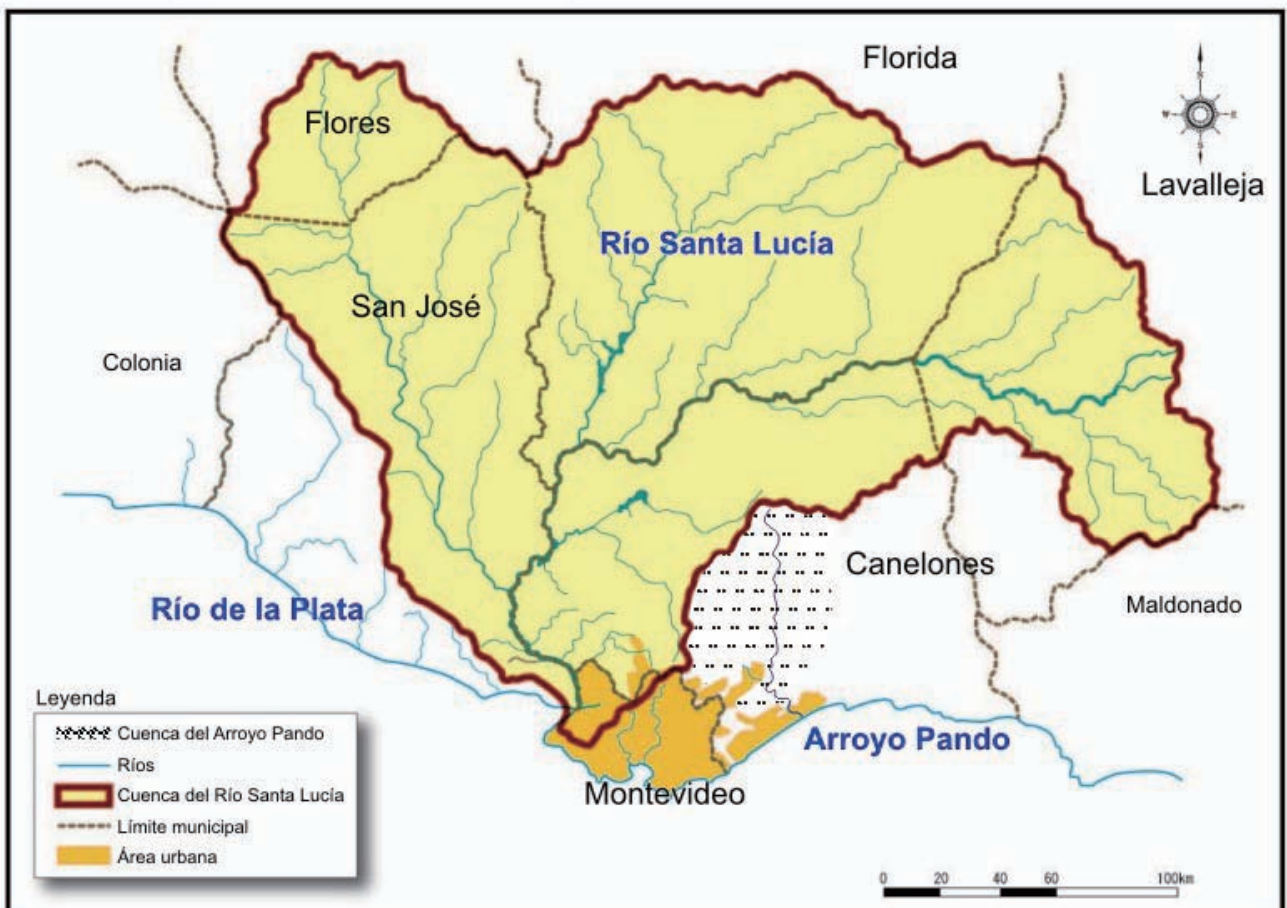 Florida
N
W
E
S
Flores
Lavalleja
Río Santa Lucía
San José
Colonia
Canelones
Río de la Plata
Maldonado
Arroyo Pando
Montevideo
Leyenda
Cuenca del Arroyo Pando
Ríos
Cuenca del Río Santa Lucía
Límite municipal
Área urbana
0 20 40 60 100km